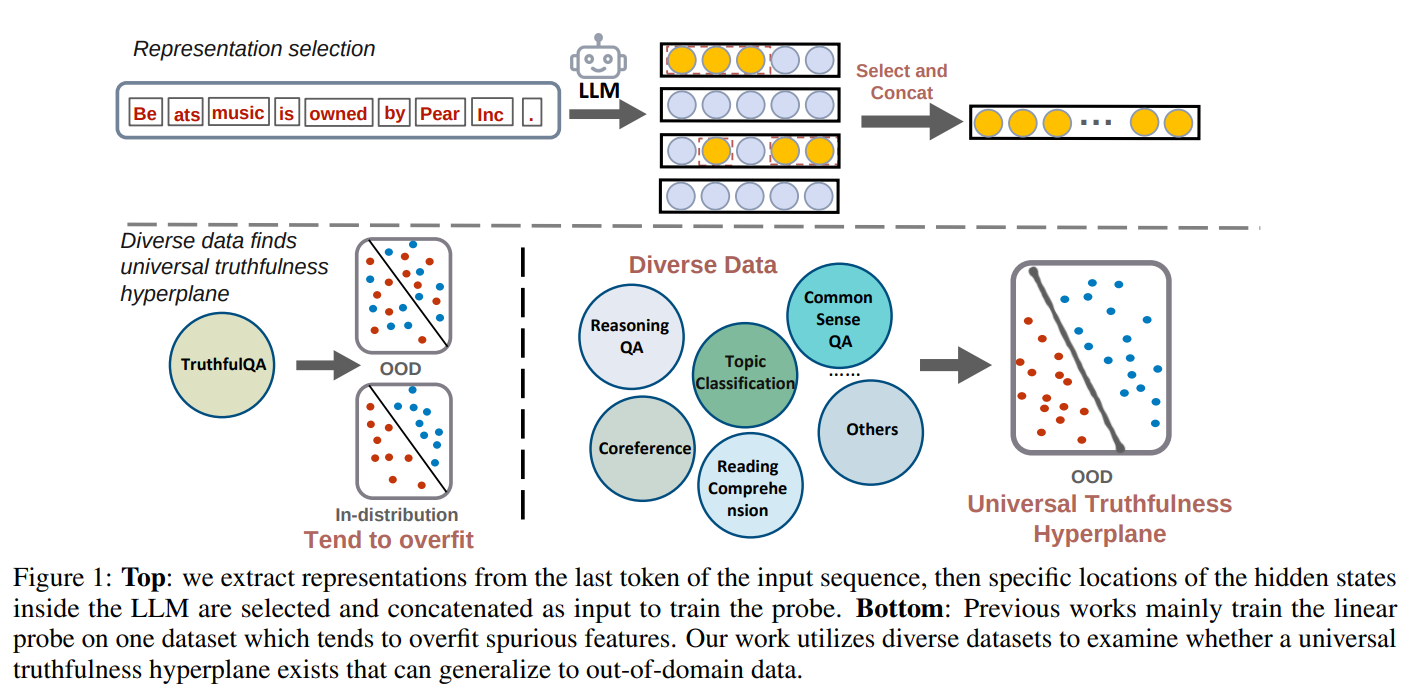 Representation selection
Be ats music is owned by Pear Inc .
LLM
Select and
Concat
...
Diverse data finds
universal truthfulness
hyperplane
TruthfulQA
OOD
In-distribution
Tend to overfit
Diverse Data
Reasoning
QA
Common
Sense
QA
Topic
Classification
......
Coreference
Reading
Comprehe
nsion
Others
OOD
Universal Truthfulness
Hyperplane
Figure 1: Top: we extract representations from the last token of the input sequence, then specific locations of the hidden states
inside the LLM are selected and concatenated as input to train the probe. Bottom: Previous works mainly train the linear
probe on one dataset which tends to overfit spurious features. Our work utilizes diverse datasets to examine whether a universal
truthfulness hyperplane exists that can generalize to out-of-domain data.